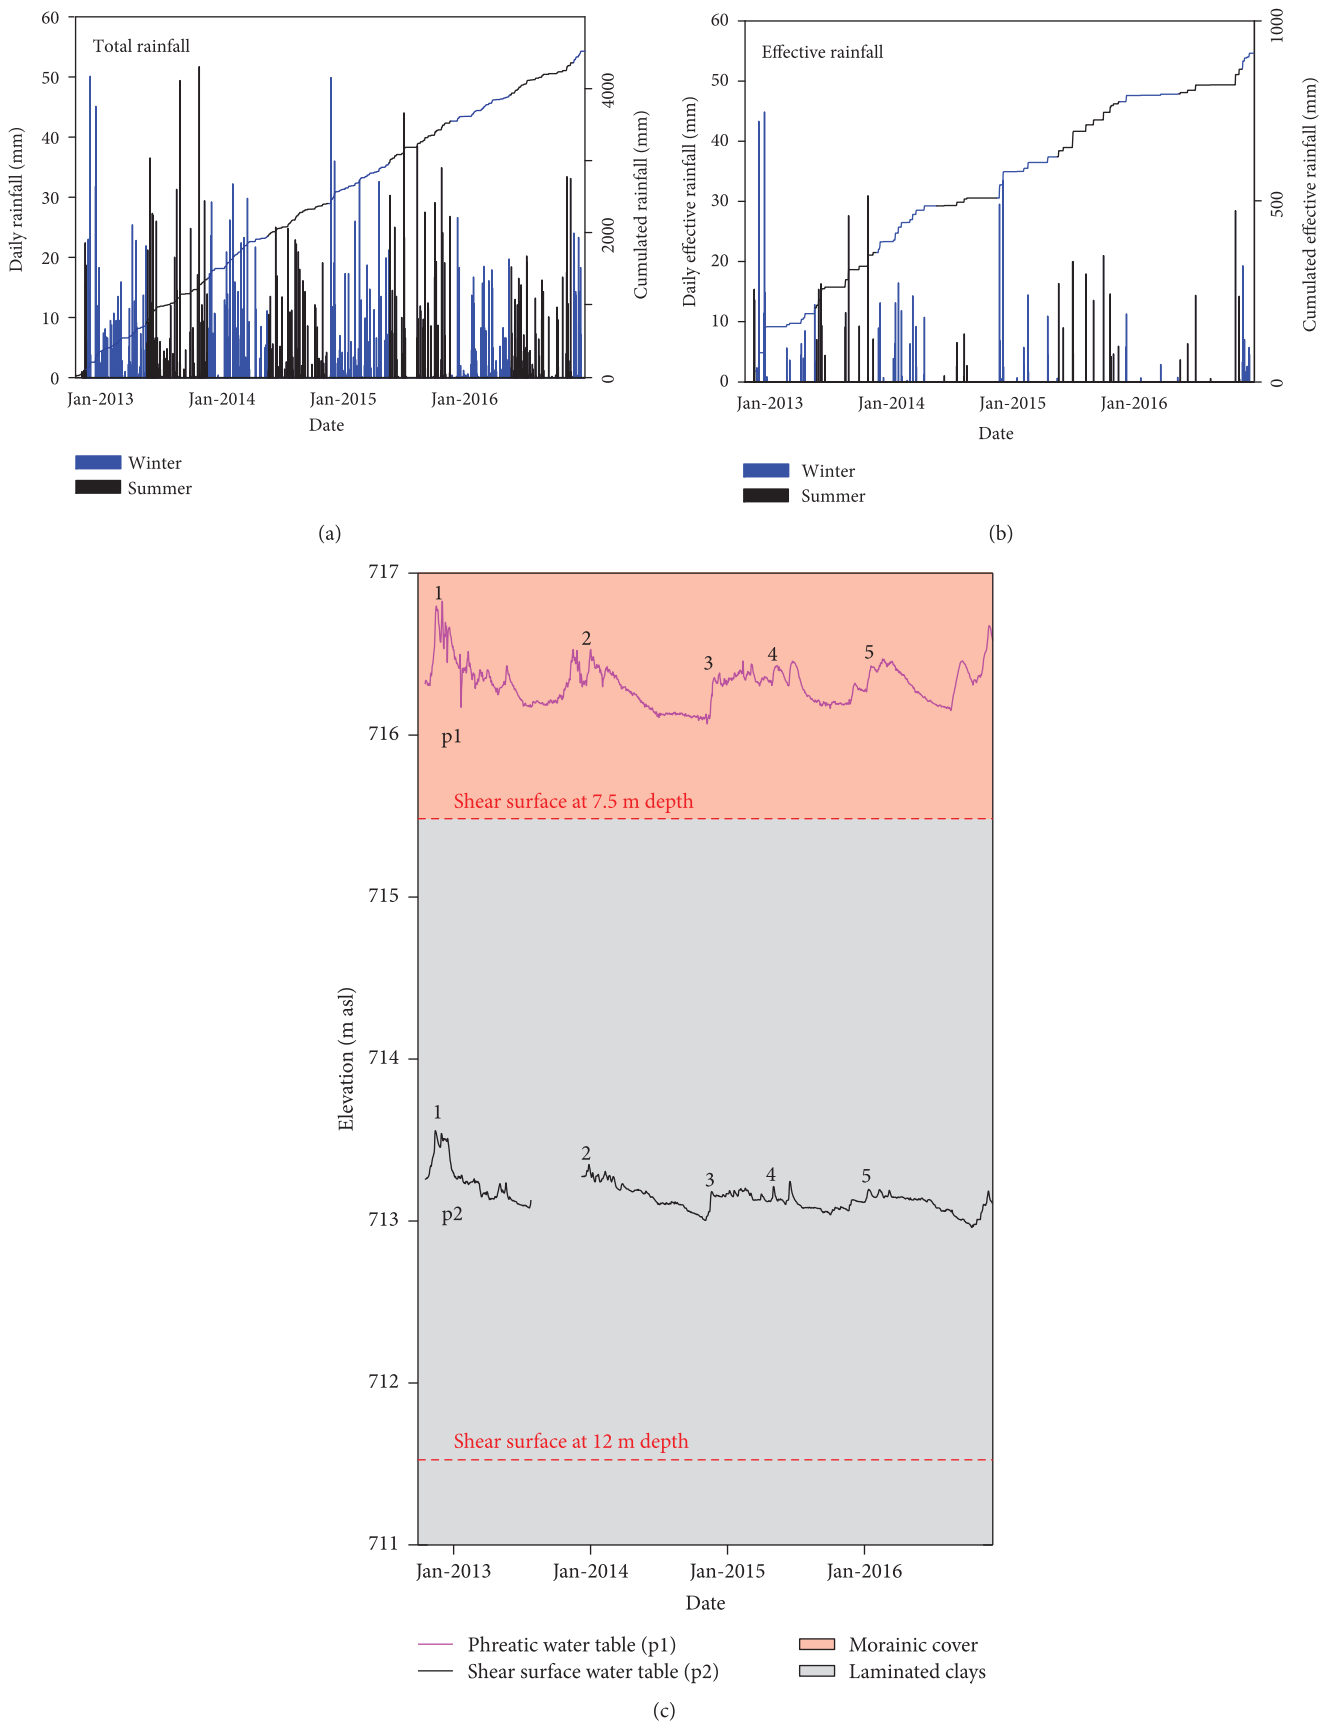 Total rainfall
Daily rainfall (mm)
60
50
40
30
20
10
0
4000
2000
0
Cumulated rainfall (mm)
Jan-2013 Jan-2014 Jan-2015 Jan-2016
Date
Winter
Summer
(a)
Effective rainfall
Daily effective rainfall (mm)
60
50
40
30
20
10
0
1000
500
0
Cumulated effective rainfall (mm)
Jan-2013 Jan-2014 Jan-2015 Jan-2016
Date
Winter
Summer
(b)
Elevation (m asl)
717
716
715
714
713
712
711
1 2 3 4 5
p1
Shear surface at 7.5 m depth
1 2 3 4 5
p2
Shear surface at 12 m depth
Jan-2013 Jan-2014 Jan-2015 Jan-2016
Date
Phreatic water table (p1)
Shear surface water table (p2)
Morainic cover
Laminated clays
(c)